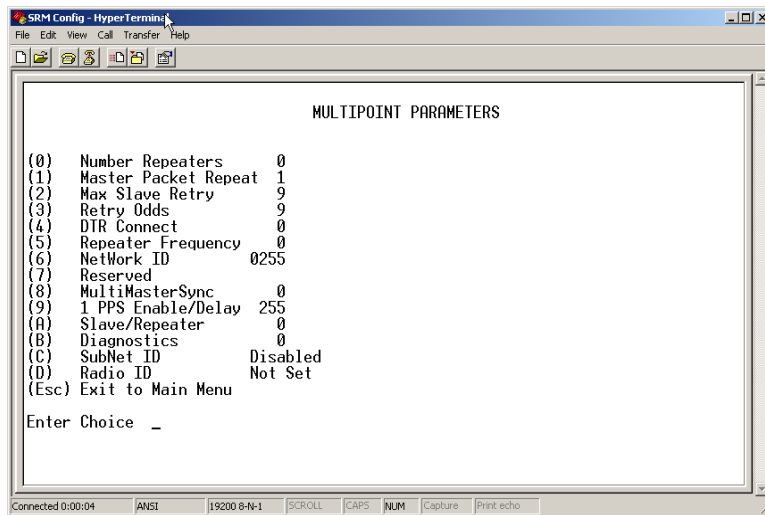 SRM Config - HyperTerminal
File Edit View Call Transfer Help
MULTIPOINT PARAMETERS
(0) Number Repeaters 0
(1) Master Packet Repeat 1
(2) Max Slave Retry 9
(3) Retry Odds 9
(4) DTR Connect 0
(5) Repeater Frequency 0
(6) NetWork ID 0255
(7) Reserved
(8) MultiMasterSync 0
(9) 1 PPS Enable/Delay 255
(A) Slave/Repeater 0
(B) Diagnostics 0
(C) SubNet ID Disabled
(D) Radio ID Not Set
(Esc) Exit to Main Menu
Enter Choice _
Connected 0:00:04 ANSI 19200 8-N-1 SCROLL CAPS NUM Capture Print echo